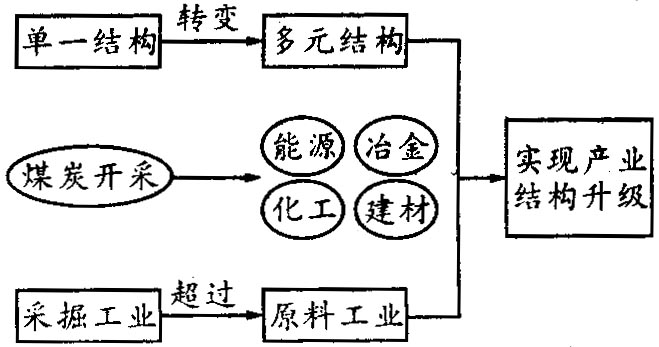 单一结构
转变
多元结构
煤炭开采
能源
冶金
化工
建材
采掘工业
超过
原料工业
实现产业
结构升级